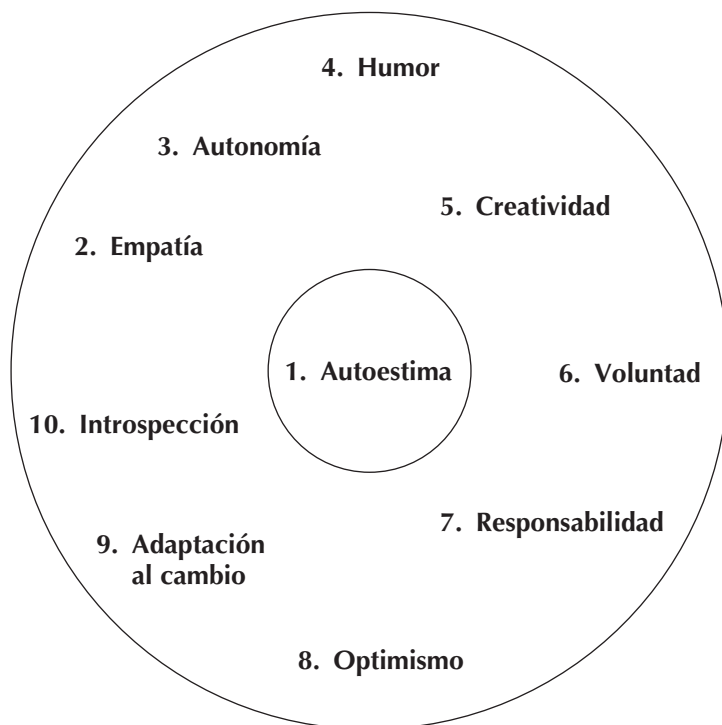 4. Humor
3. Autonomía
5. Creatividad
2. Empatía
1. Autoestima
6. Voluntad
10. Introspección
7. Responsabilidad
9. Adaptación
al cambio
8. Optimismo